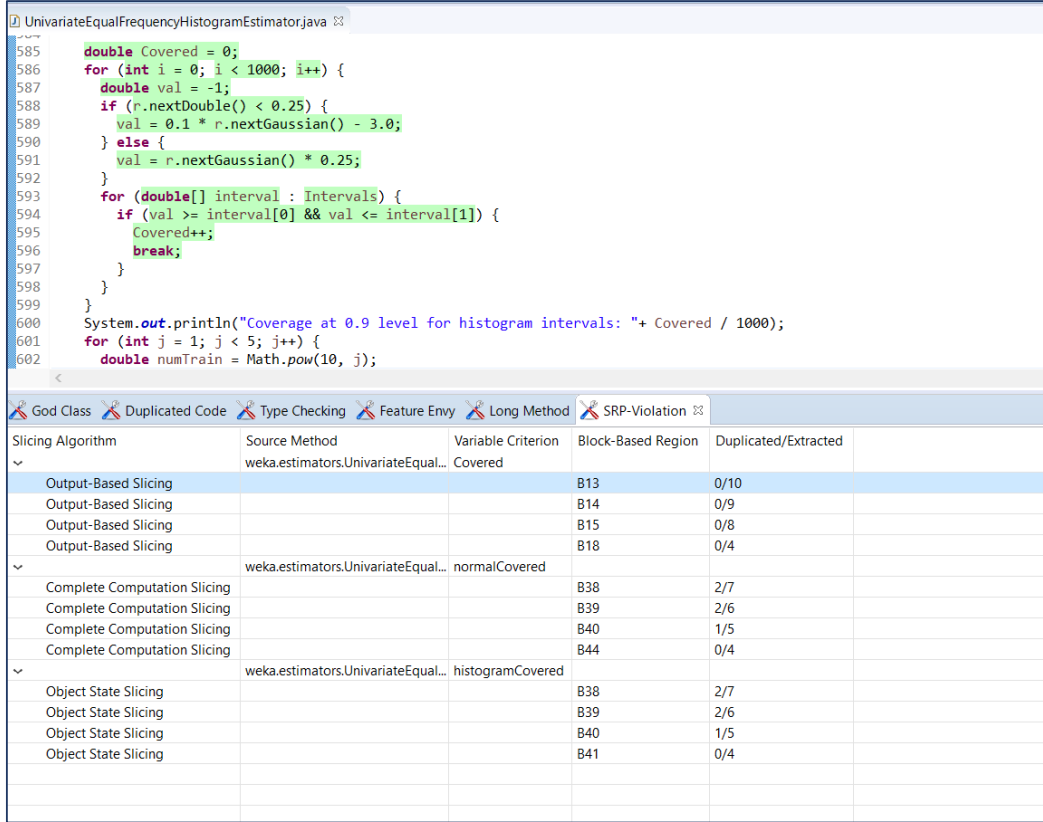 UnivariateEqualFrequencyHistogramEstimator.java
585 double Covered = 0;
586 for (int i = 0; i < 1000; i++) {
587 double val = -1;
588 if (r.nextDouble() < 0.25) {
589 val = 0.1 * r.nextGaussian() - 3.0;
590 } else {
591 val = r.nextGaussian() * 0.25;
592 }
593 for (double[] interval : Intervals) {
594 if (val >= interval[0] && val <= interval[1]) {
595 Covered++;
596 break;
597 }
598 }
599 }
600 System.out.println("Coverage at 0.9 level for histogram intervals: "+ Covered / 1000);
601 for (int j = 1; j < 5; j++) {
602 double numTrain = Math.pow(10, j);
God Class Duplicated Code Type Checking Feature Envy Long Method SRP-Violation
Slicing Algorithm Source Method Variable Criterion Block-Based Region Duplicated/Extracted
weka.estimators.UnivariateEqual... Covered
Output-Based Slicing B13 0/10
Output-Based Slicing B14 0/9
Output-Based Slicing B15 0/8
Output-Based Slicing B18 0/4
weka.estimators.UnivariateEqual... normalCovered
Complete Computation Slicing B38 2/7
Complete Computation Slicing B39 2/6
Complete Computation Slicing B40 1/5
Complete Computation Slicing B44 0/4
weka.estimators.UnivariateEqual... histogramCovered
Object State Slicing B38 2/7
Object State Slicing B39 2/6
Object State Slicing B40 1/5
Object State Slicing B41 0/4